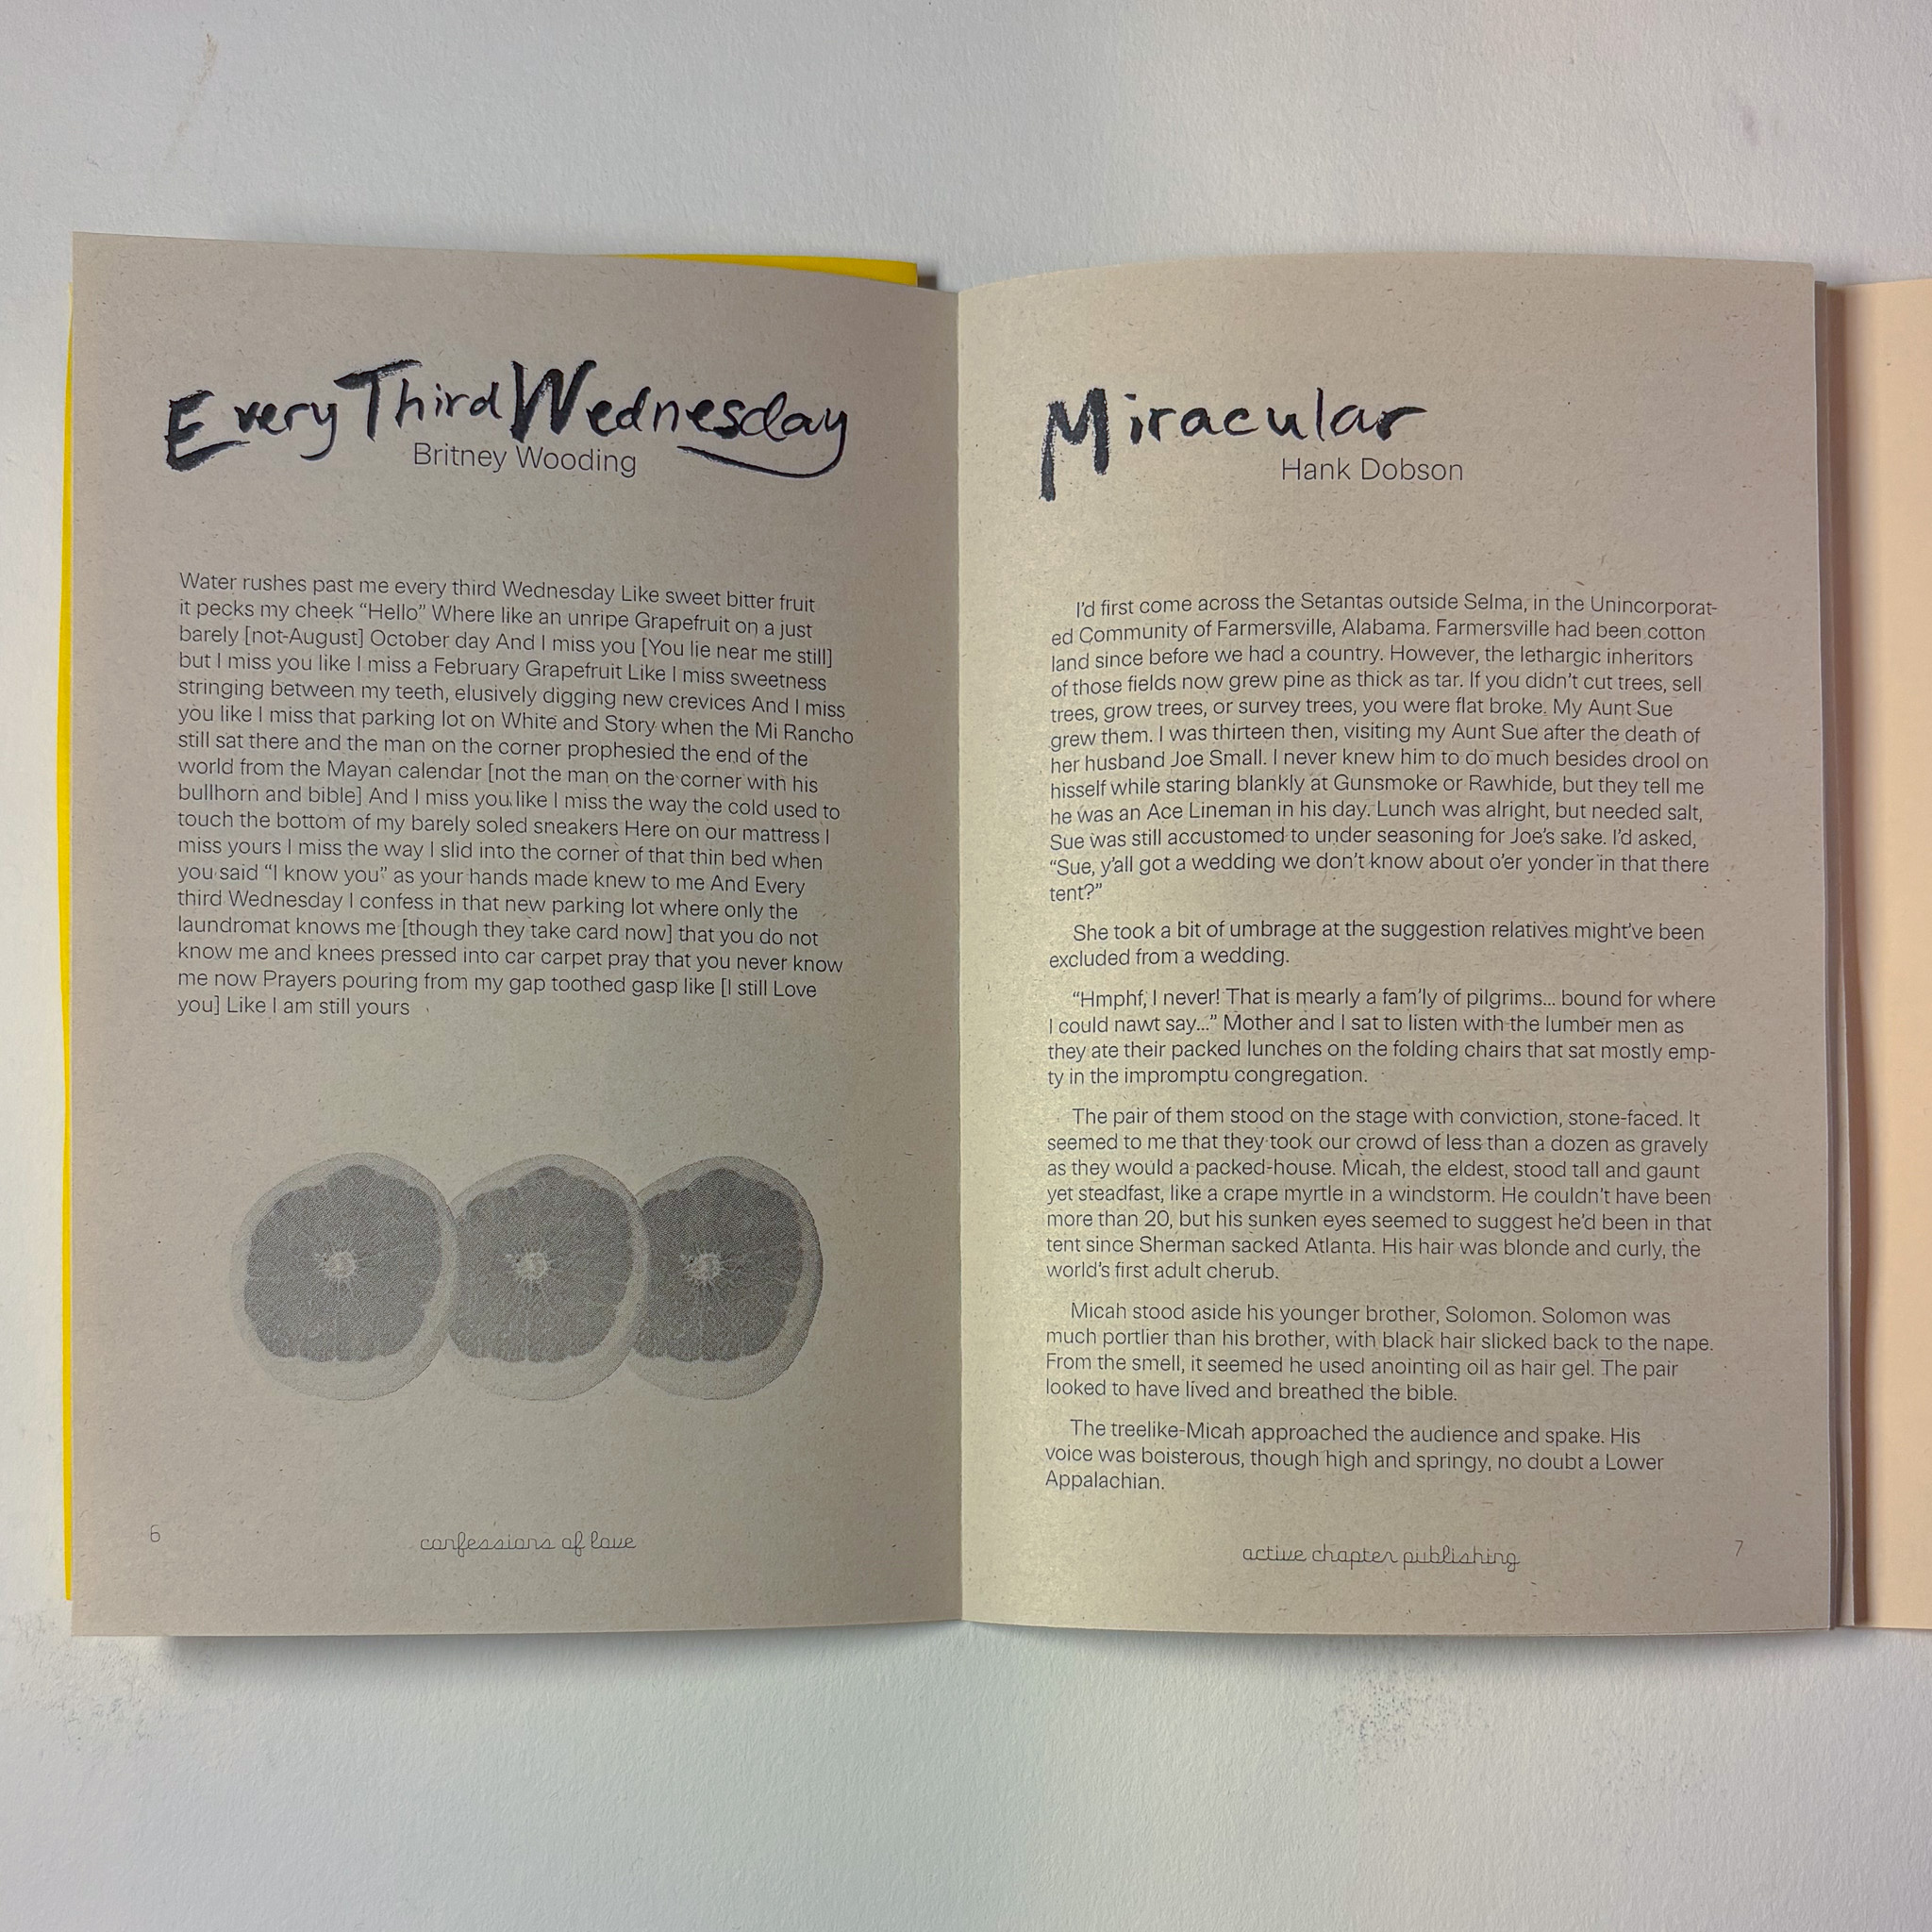 Every Third Wednesday
Britney Wooding
Water rushes past me every third Wednesday Like sweet bitter fruit
it pecks my cheek “Hello” Where like an unripe Grapefruit on a just
barely [not-August] October day And I miss you [You lie near me still]
but I miss you like I miss a February Grapefruit Like I miss sweetness
stringing between my teeth, elusively digging new crevices And I miss
you like I miss that parking lot on White and Story when the Mi Rancho
still sat there and the man on the corner prophesied the end of the
world from the Mayan calendar [not the man on the corner with his
bullhorn and bible] And I miss you like I miss the way the cold used to
touch the bottom of my barely soled sneakers Here on our mattress I
miss yours I miss the way I slid into the corner of that thin bed when
you said “I know you” as your hands made knew to me And Every
third Wednesday I confess in that new parking lot where only the
laundromat knows me [though they take card now] that you do not
know me and knees pressed into car carpet pray that you never know
me now Prayers pouring from my gap toothed gasp like [I still Love
you] Like I am still yours
6
confessions of love
Miracular
Hank Dobson
I’d first come across the Setantas outside Selma, in the Unincorporat-
ed Community of Farmersville, Alabama. Farmersville had been cotton
land since before we had a country. However, the lethargic inheritors
of those fields now grew pine as thick as tar. If you didn’t cut trees, sell
trees, grow trees, or survey trees, you were flat broke. My Aunt Sue
grew them. I was thirteen then, visiting my Aunt Sue after the death of
her husband Joe Small. I never knew him to do much besides drool on
hisself while staring blankly at Gunsmoke or Rawhide, but they tell me
he was an Ace Lineman in his day. Lunch was alright, but needed salt,
Sue was still accustomed to under seasoning for Joe’s sake. I’d asked,
“Sue, y’all got a wedding we don’t know about o’er yonder in that there
tent?”
She took a bit of umbrage at the suggestion relatives might’ve been
excluded from a wedding.
“Hmphf, I never! That is mearly a fam’ly of pilgrims... bound for where
I could nawt say...” Mother and I sat to listen with the lumber men as
they ate their packed lunches on the folding chairs that sat mostly emp-
ty in the impromptu congregation.
The pair of them stood on the stage with conviction, stone-faced. It
seemed to me that they took our crowd of less than a dozen as gravely
as they would a packed-house. Micah, the eldest, stood tall and gaunt
yet steadfast, like a crape myrtle in a windstorm. He couldn’t have been
more than 20, but his sunken eyes seemed to suggest he’d been in that
tent since Sherman sacked Atlanta. His hair was blonde and curly, the
world’s first adult cherub.
Micah stood aside his younger brother, Solomon. Solomon was
much portlier than his brother, with black hair slicked back to the nape.
From the smell, it seemed he used anointing oil as hair gel. The pair
looked to have lived and breathed the bible.
The treelike-Micah approached the audience and spake. His
voice was boisterous, though high and springy, no doubt a Lower
Appalachian.
active chapter publishing
7